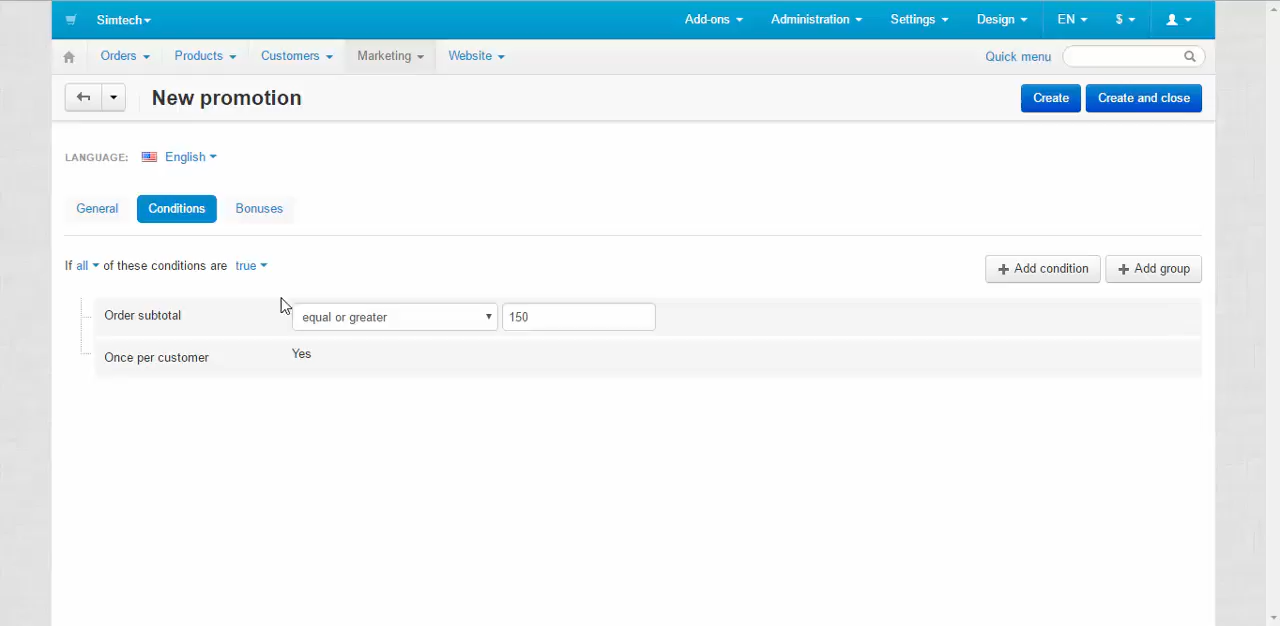 Simtech Add-ons Administration Settings Design EN $
Orders Products Customers Marketing Website Quick menu
New promotion Create Create and close
LANGUAGE: English
General Conditions Bonuses
If all of these conditions are true + Add condition + Add group
Order subtotal equal or greater 150
Once per customer Yes